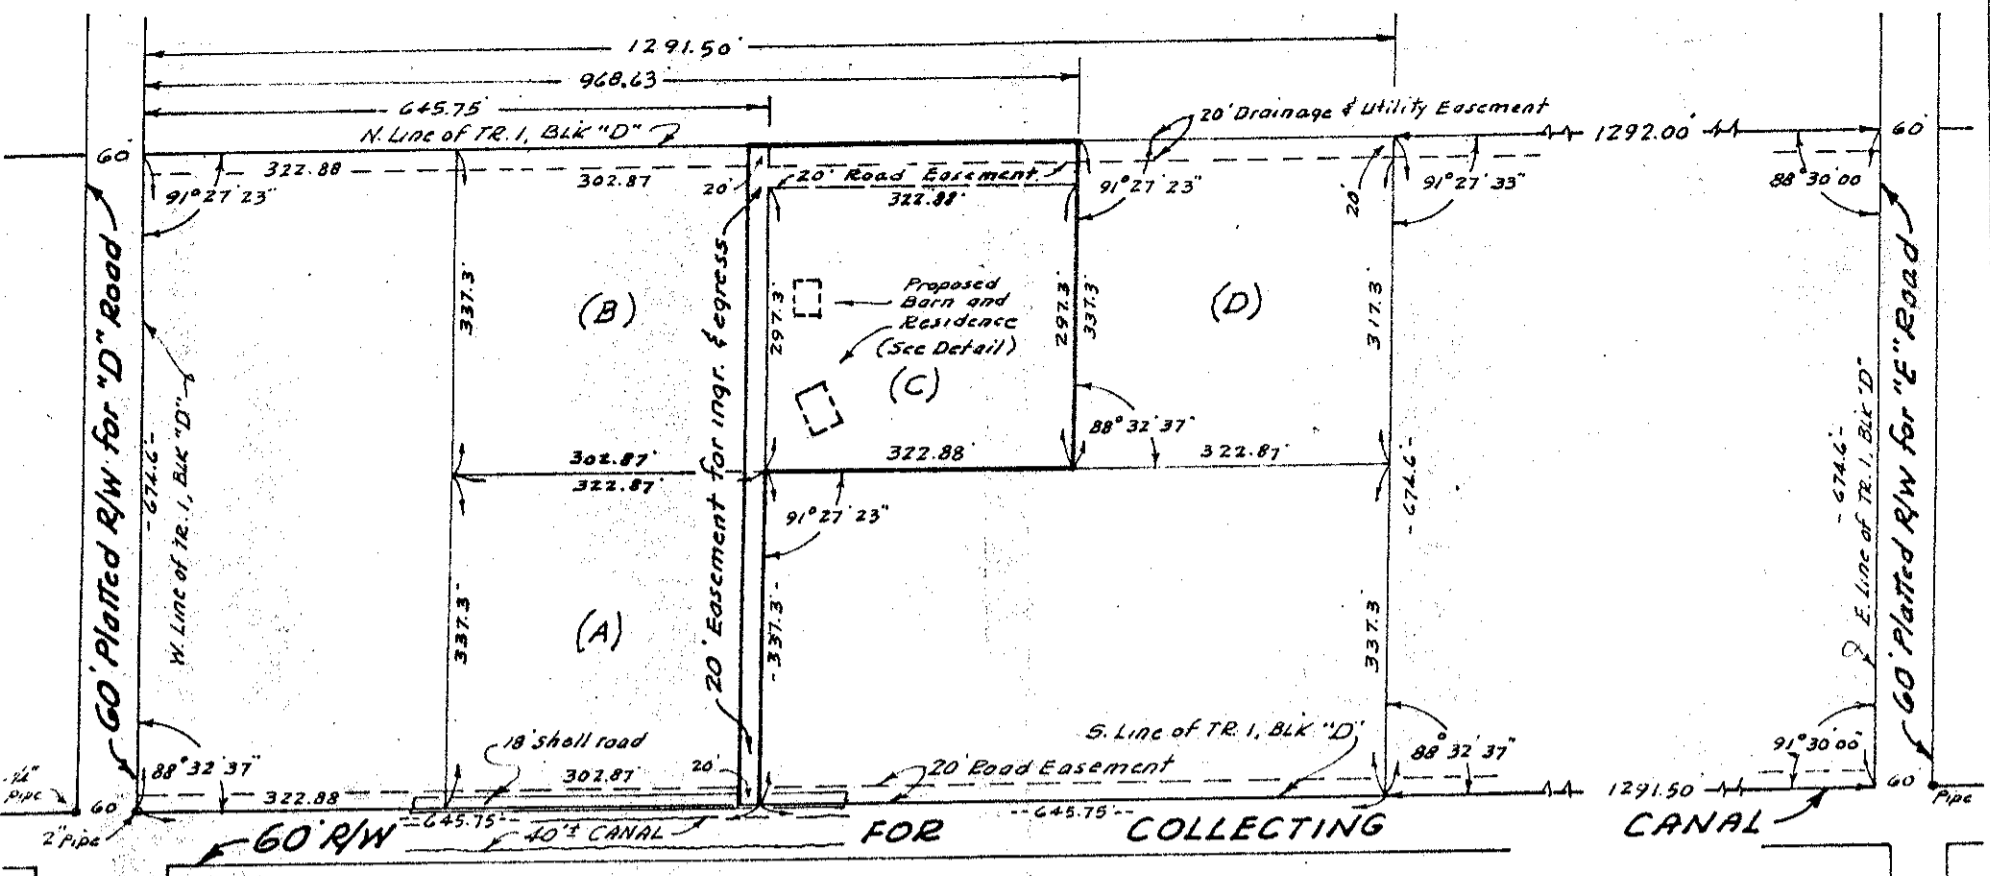 1291.50'
968.63
645.75'
N. Line of TR. 1, BLK "D"
20' Drainage & Utility Easement
1292.00'
60'
60'
322.88
302.87
20'
20' Road Easement
322.88'
91°27'23"
91°27'23"
20'
91°27'33"
88°30'00
60' Platted R/W for "D" Road
W. Line of TR. 1, BLK "D"
-674.6-
337.3'
(B)
20' Easement for ingr. & egress
297.3'
Proposed
Barn and
Residence
(See Detail)
(C)
297.3'
337.3'
(D)
317.3'
88°32'37"
302.87'
322.87'
322.88'
322.87'
91°27'23"
-674.6-
-674.6-
E. Line of TR. 1, BLK "D"
60' Platted R/W for "E" Road
337.3'
(A)
-337.3'-
337.3'
88°32'37"
18' shell road
302.87'
20'
S. Line of TR. 1, BLK "D"
20' Road Easement
88°32'37"
91°30'00"
pipe
60'
322.88
--645.75'--
--645.75'--
1291.50'
60'
Pipe
2" Pipe
60' R/W
40'± CANAL
FOR
COLLECTING
CANAL